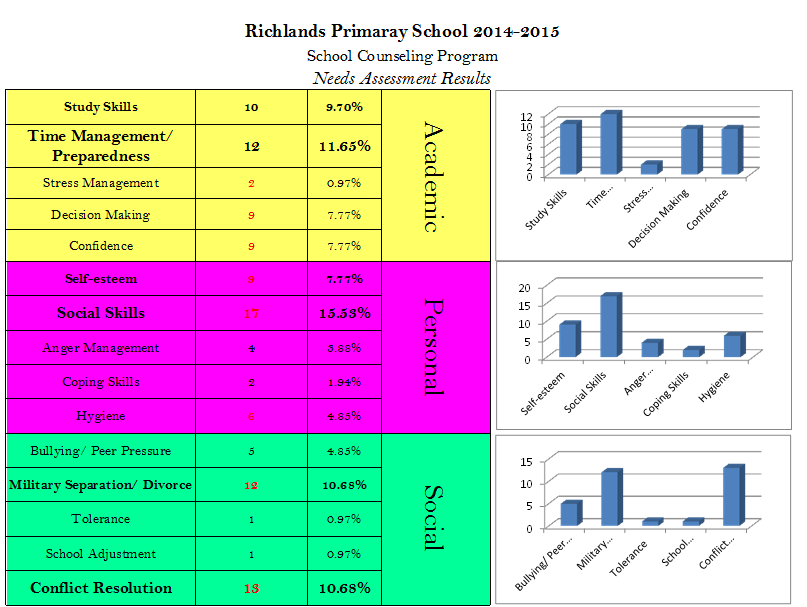 Richlands Primaray School 2014-2015
School Counseling Program
Needs Assessment Results
Study Skills 10 9.70%
Time Management/
Preparedness 12 11.65%
Stress Management 2 0.97%
Decision Making 9 7.77%
Confidence 9 7.77%
Academic
Self-esteem 9 7.77%
Social Skills 17 15.53%
Anger Management 4 3.88%
Coping Skills 2 1.94%
Hygiene 6 4.85%
Personal
Bullying/ Peer Pressure 5 4.85%
Military Separation/ Divorce 12 10.68%
Tolerance 1 0.97%
School Adjustment 1 0.97%
Conflict Resolution 13 10.68%
Social
12
10
8
6
4
2
0
Study Skills
Time...
Stress...
Decision Making
Confidence
20
15
10
5
0
Self-esteem
Social Skills
Anger...
Coping Skills
Hygiene
15
10
5
0
Bullying/ Peer...
Military...
Tolerance
School...
Conflict...